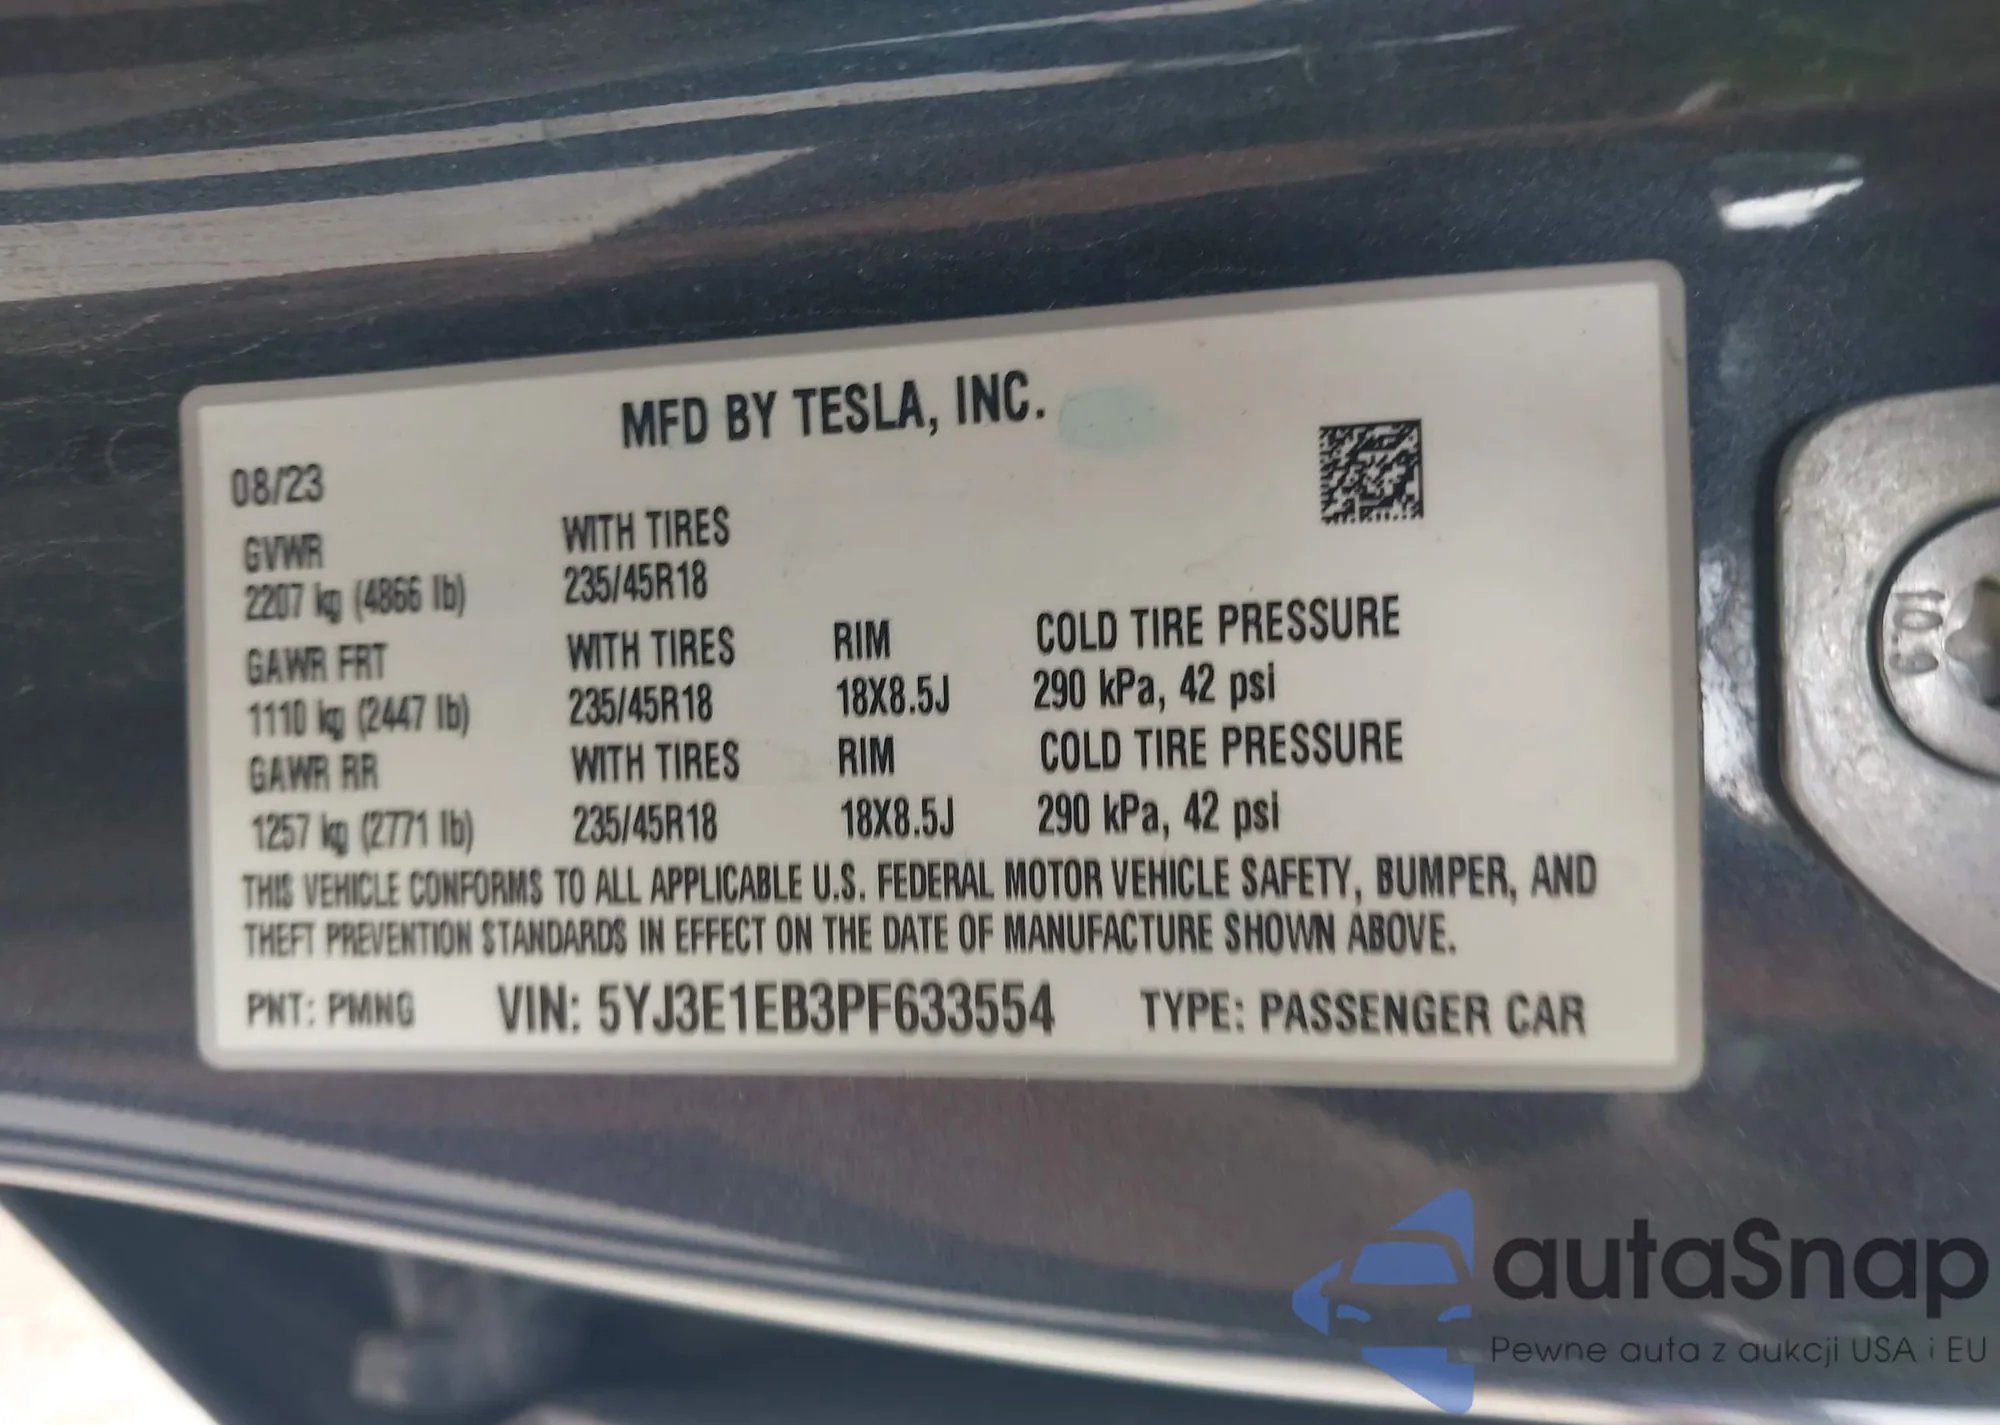 MFD BY TESLA, INC.
08/23
GVWR WITH TIRES
2207 kg (4866 lb) 235/45R18
GAWR FRT WITH TIRES RIM COLD TIRE PRESSURE
1110 kg (2447 lb) 235/45R18 18X8.5J 290 kPa, 42 psi
GAWR RR WITH TIRES RIM COLD TIRE PRESSURE
1257 kg (2771 lb) 235/45R18 18X8.5J 290 kPa, 42 psi
THIS VEHICLE CONFORMS TO ALL APPLICABLE U.S. FEDERAL MOTOR VEHICLE SAFETY, BUMPER, AND
THEFT PREVENTION STANDARDS IN EFFECT ON THE DATE OF MANUFACTURE SHOWN ABOVE.
PNT: PMNG VIN: 5YJ3E1EB3PF633554 TYPE: PASSENGER CAR
10.9
autaSnap
Pewne auta z aukcji USA i EU